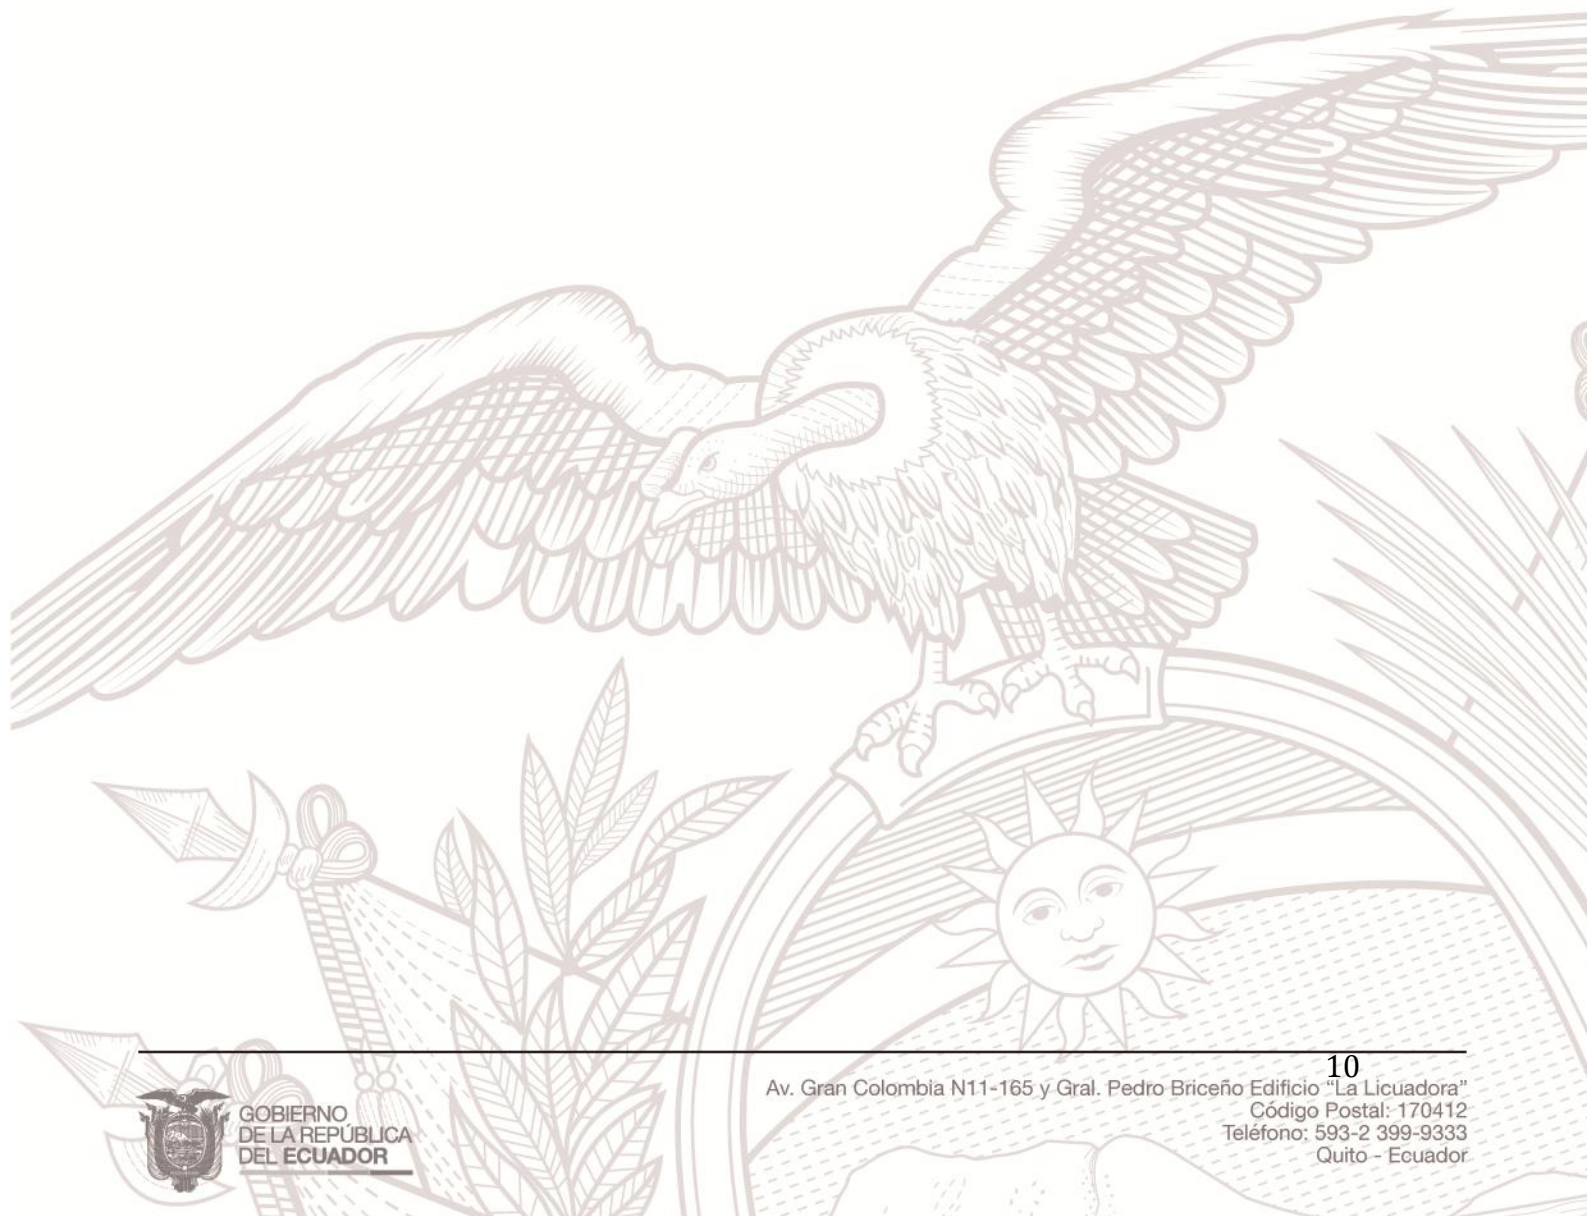 10
Av. Gran Colombia N11-165 y Gral. Pedro Briceño Edificio “La Licuadora”
Código Postal: 170412
Teléfono: 593-2 399-9333
Quito - Ecuador
GOBIERNO
DE LA REPÚBLICA
DEL ECUADOR